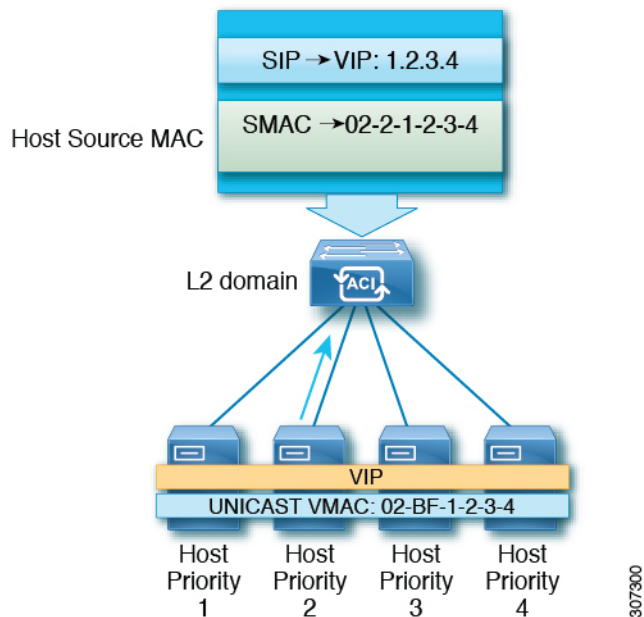 SIP → VIP: 1.2.3.4
Host Source MAC
SMAC → 02-2-1-2-3-4
L2 domain
ACI
VIP
UNICAST VMAC: 02-BF-1-2-3-4
Host Priority 1
Host Priority 2
Host Priority 3
Host Priority 4
307300